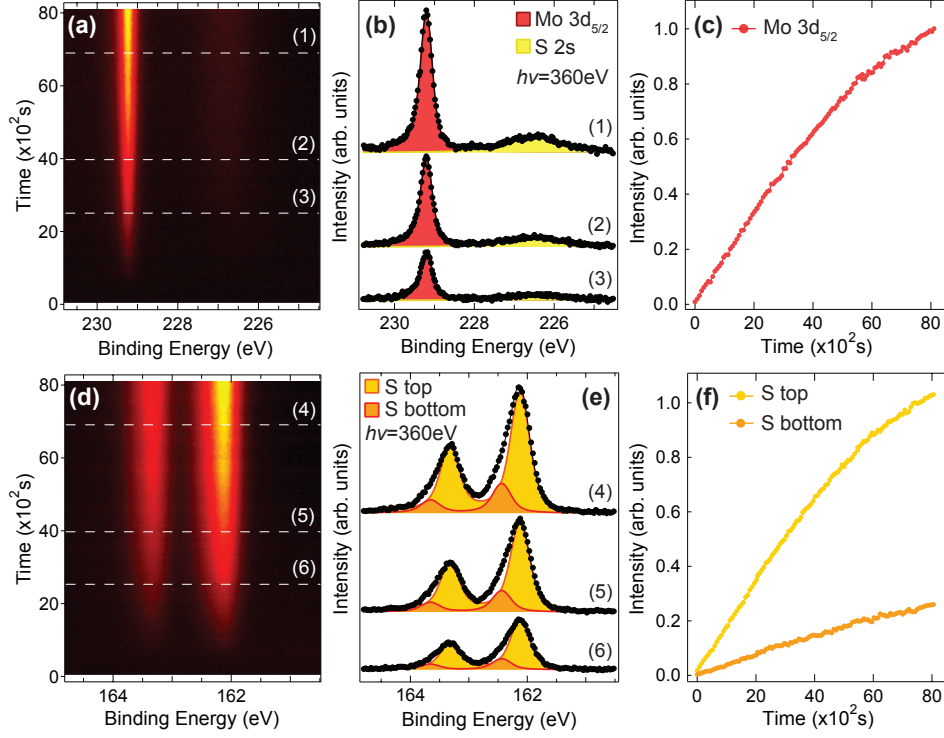 (a)
(1)
(2)
(3)
80
60
40
20
0
Time (x10²s)
230
228
226
Binding Energy (eV)
(b)
Mo 3d₅/₂
S 2s
hν=360eV
(1)
(2)
(3)
Intensity (arb. units)
230
228
226
Binding Energy (eV)
(c)
Mo 3d₅/₂
1.0
0.8
0.6
0.4
0.2
0.0
Intensity (arb. units)
0
20
40
60
80
Time (x10²s)
(d)
(4)
(5)
(6)
80
60
40
20
0
Time (x10²s)
164
162
Binding Energy (eV)
(e)
S top
S bottom
hν=360eV
(4)
(5)
(6)
Intensity (arb. units)
164
162
Binding Energy (eV)
(f)
S top
S bottom
1.0
0.8
0.6
0.4
0.2
0.0
Intensity (arb. units)
0
20
40
60
80
Time (x10²s)